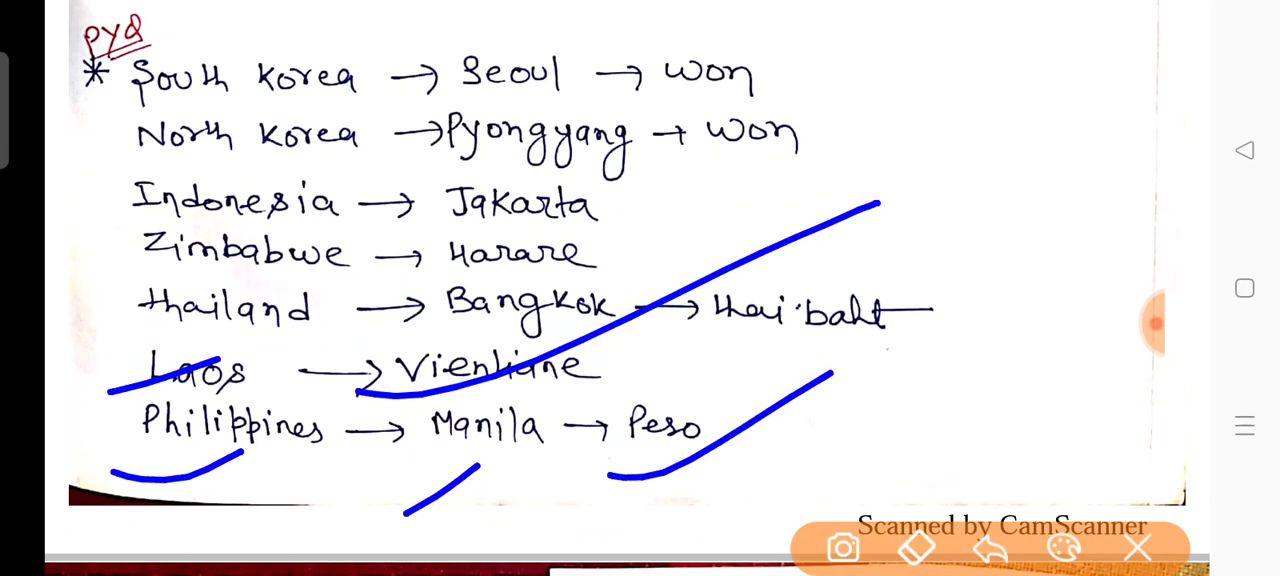 PYQ
* South Korea → Seoul → Won
North Korea → Pyongyang → Won
Indonesia → Jakarta
Zimbabwe → Harare
Thailand → Bangkok → thai baht
Laos → Vientiane
Philippines → Manila → Peso
Scanned by CamScanner